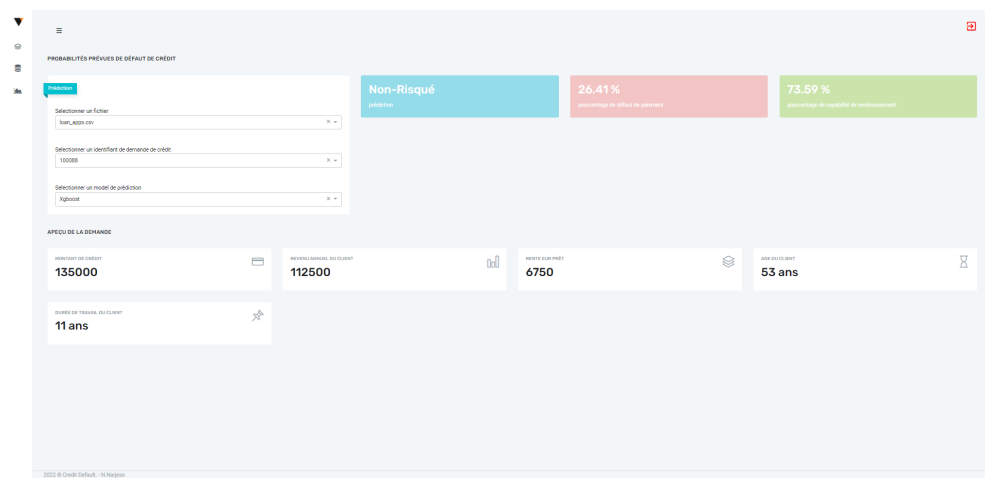 PROBABILITÉS PRÉVUES DE DÉFAUT DE CRÉDIT
Prédiction
Selectionner un fichier
loan_apps.csv
Selectionner un identifiant de demande de crédit
100088
Selectionner un model de prédiction
Xgboost
Non-Risqué
prédiction
26.41 %
pourcentage de défaut de paiement
73.59 %
pourcentage de capabilité de remboursement
APEÇU DE LA DEMANDE
MONTANT DE CRÉDIT
135000
REVENU ANNUEL DU CLIENT
112500
RENTE SUR PRÊT
6750
AGE DU CLIENT
53 ans
DURÉE DE TRAVAIL DU CLIENT
11 ans
2022 © Credit Default. - N.Narjess